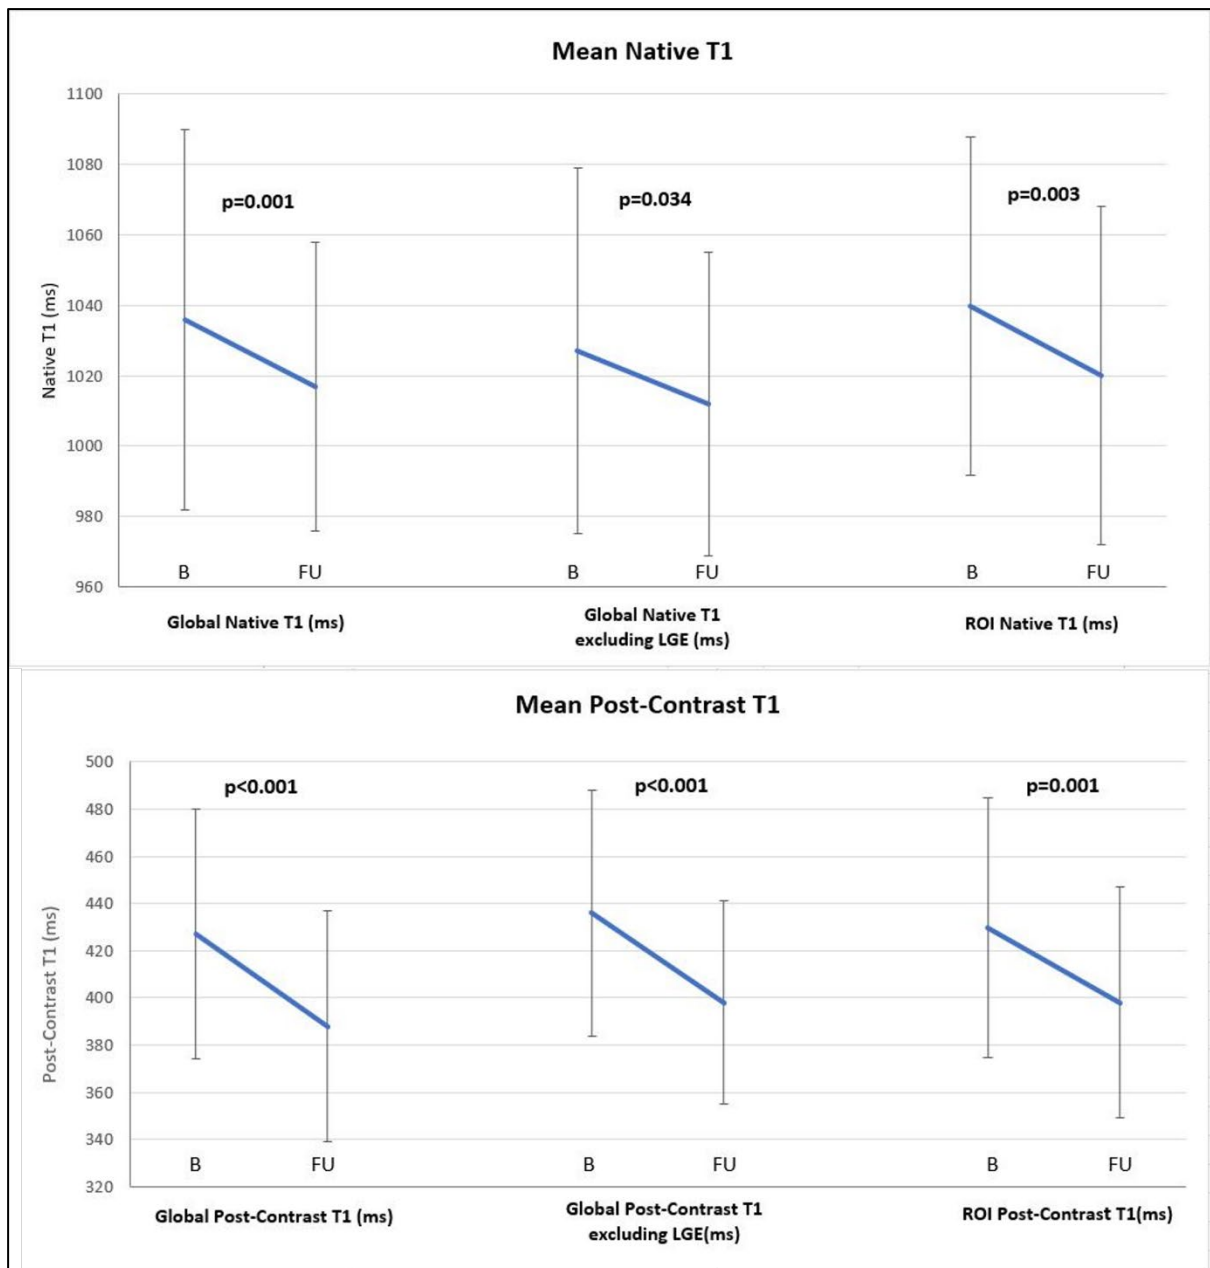 Mean Native T1
1100
1080
1060
1040
1020
1000
980
960
Native T1 (ms)
p=0.001
p=0.034
p=0.003
B FU B FU B FU
Global Native T1 (ms)
Global Native T1
excluding LGE (ms)
ROI Native T1 (ms)
Mean Post-Contrast T1
500
480
460
440
420
400
380
360
340
320
Post-Contrast T1 (ms)
p<0.001
p<0.001
p=0.001
B FU B FU B FU
Global Post-Contrast T1 (ms)
Global Post-Contrast T1
excluding LGE(ms)
ROI Post-Contrast T1(ms)